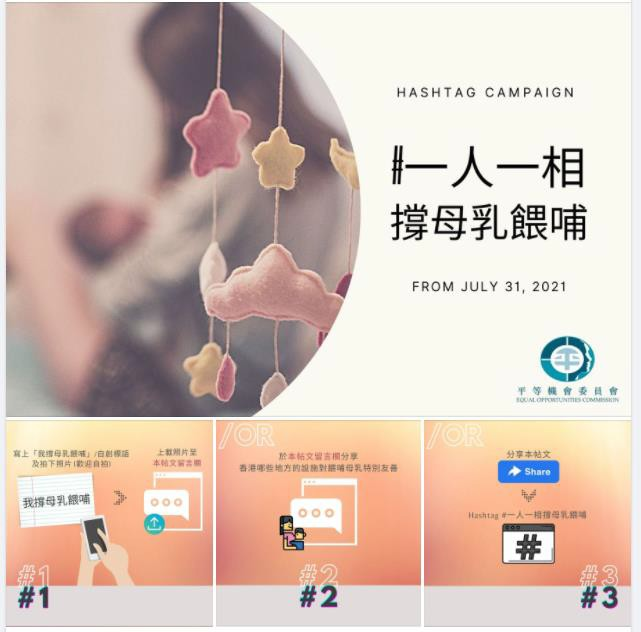 HASHTAG CAMPAIGN
#一人一相
撐母乳餵哺
FROM JULY 31, 2021
平等機會委員會
EQUAL OPPORTUNITIES COMMISSION
寫上「我撐母乳餵哺」/自創標語
及拍下照片(歡迎自拍)
上載照片至
本帖文留言欄
我撐母乳餵哺
#1
#1
/OR
於本帖文留言欄分享
香港哪些地方的設施對餵哺母乳特別友善
#2
#2
/OR
分享本帖文
Share
Hashtag #一人一相撐母乳餵哺
#
#3
#3